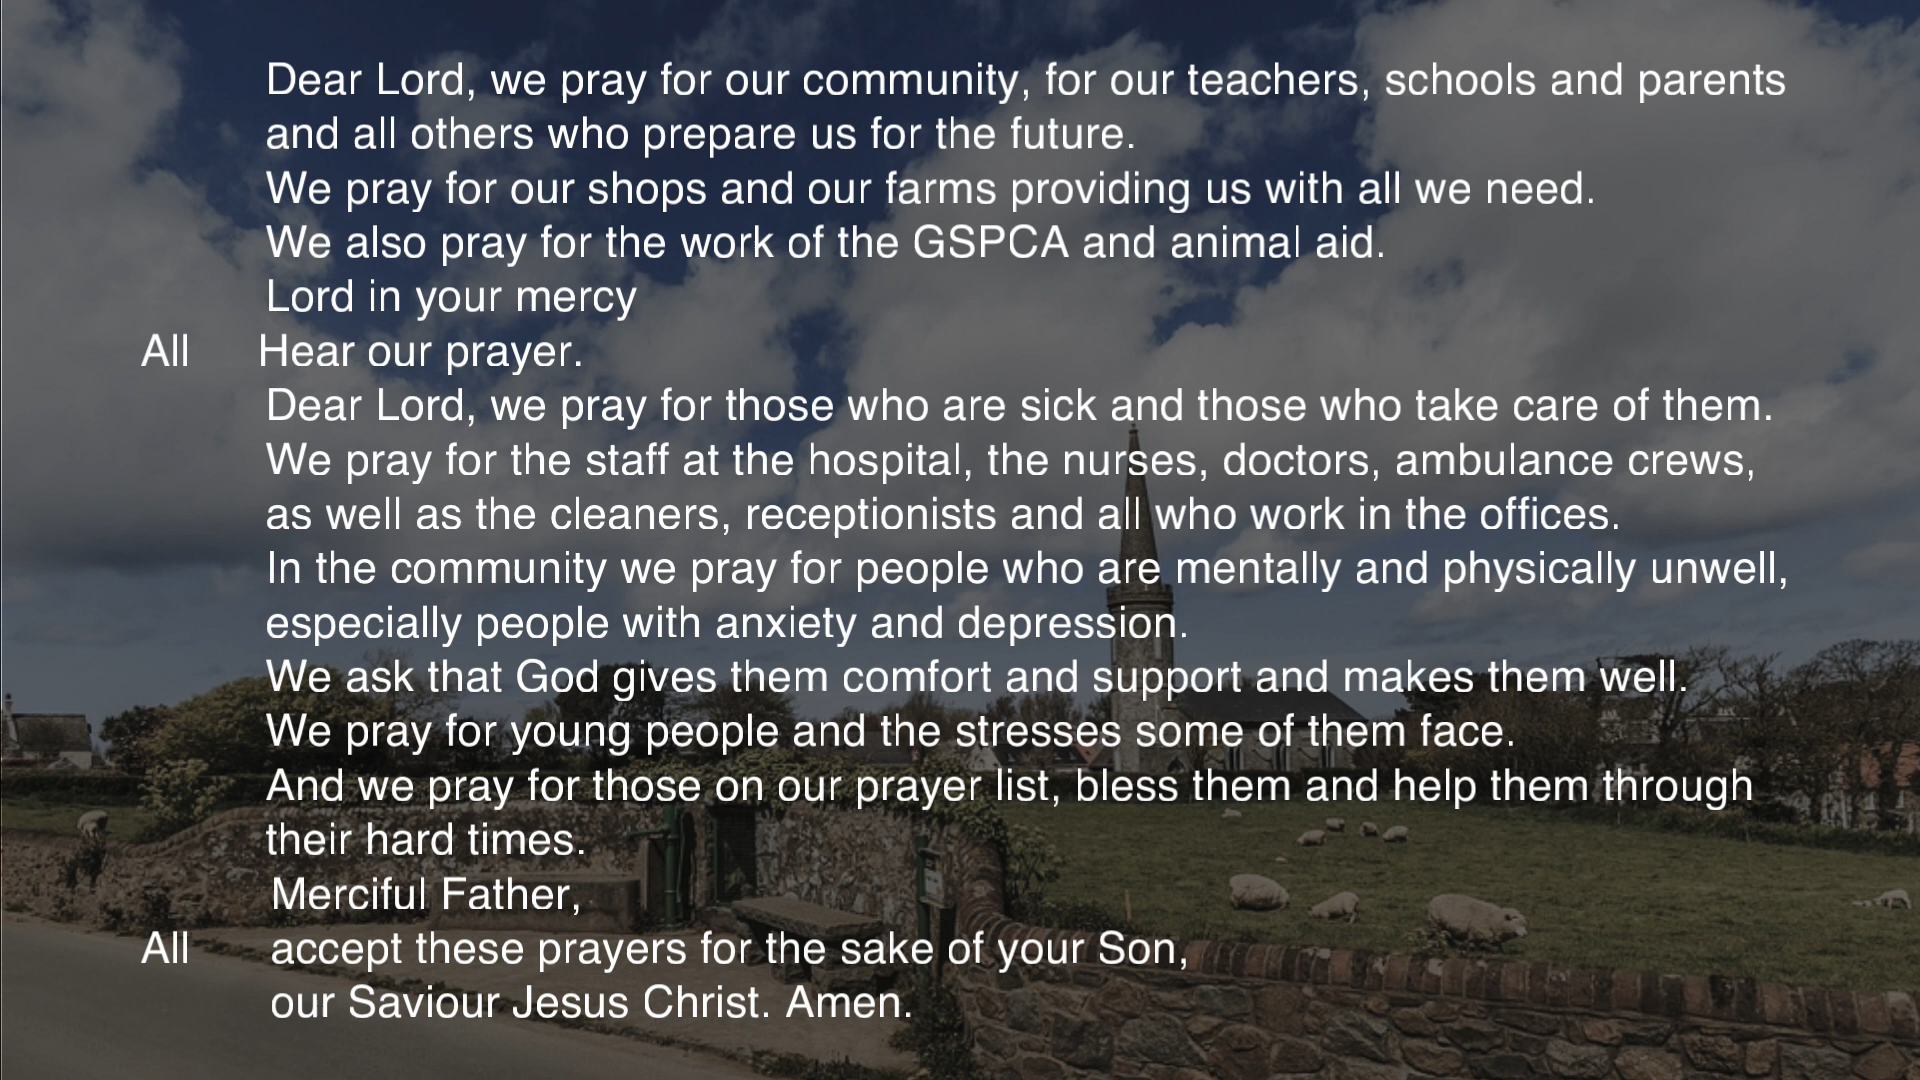 Dear Lord, we pray for our community, for our teachers, schools and parents
and all others who prepare us for the future.
We pray for our shops and our farms providing us with all we need.
We also pray for the work of the GSPCA and animal aid.
Lord in your mercy
All Hear our prayer.
Dear Lord, we pray for those who are sick and those who take care of them.
We pray for the staff at the hospital, the nurses, doctors, ambulance crews,
as well as the cleaners, receptionists and all who work in the offices.
In the community we pray for people who are mentally and physically unwell,
especially people with anxiety and depression.
We ask that God gives them comfort and support and makes them well.
We pray for young people and the stresses some of them face.
And we pray for those on our prayer list, bless them and help them through
their hard times.
Merciful Father,
All accept these prayers for the sake of your Son,
our Saviour Jesus Christ. Amen.